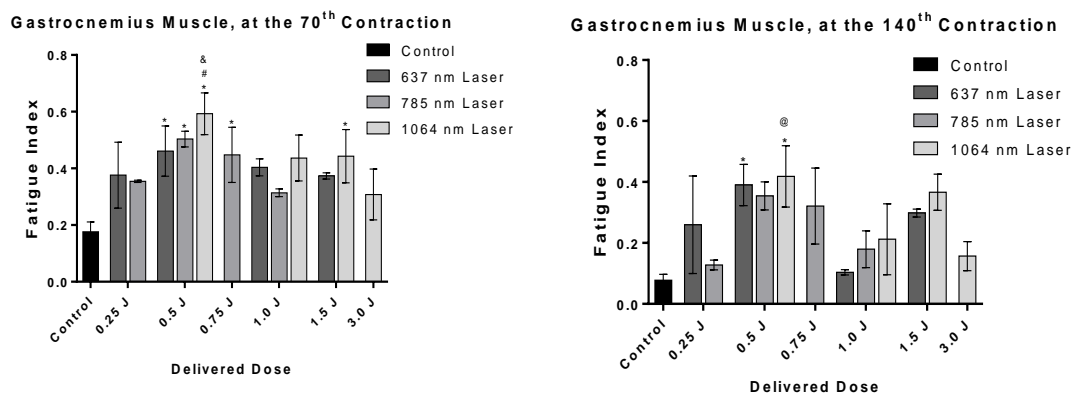 Gastrocnemius Muscle, at the 70th Contraction
Control
637 nm Laser
785 nm Laser
1064 nm Laser
&
#
*
* * * *
0.8
0.6
0.4
0.2
0.0
Fatigue Index
Control
0.25 J
0.5 J
0.75 J
1.0 J
1.5 J
3.0 J
Delivered Dose
Gastrocnemius Muscle, at the 140th Contraction
Control
637 nm Laser
785 nm Laser
1064 nm Laser
@
* *
0.8
0.6
0.4
0.2
0.0
Fatigue Index
Control
0.25 J
0.5 J
0.75 J
1.0 J
1.5 J
3.0 J
Delivered Dose